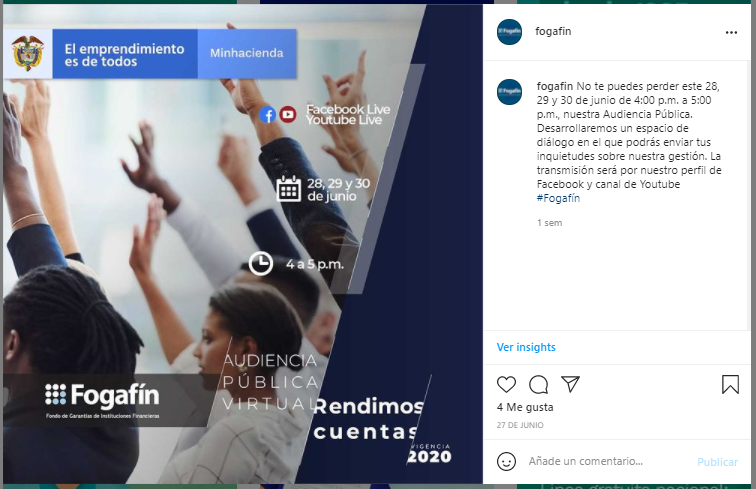 El emprendimiento
es de todos
Minhacienda
Facebook Live
Youtube Live
28, 29 y 30
de junio
4 a 5 p.m.
AUDIENCIA
PÚBLICA
VIRTUAL
Rendimos
cuentas
VIGENCIA
2020
Fogafín
Fondo de Garantías de Instituciones Financieras
fogafin
fogafin No te puedes perder este 28,
29 y 30 de junio de 4:00 p.m. a 5:00
p.m., nuestra Audiencia Pública.
Desarrollaremos un espacio de
diálogo en el que podrás enviar tus
inquietudes sobre nuestra gestión. La
transmisión será por nuestro perfil de
Facebook y canal de Youtube
#Fogafín
1 sem
Ver insights
4 Me gusta
27 DE JUNIO
Añade un comentario...
Publicar